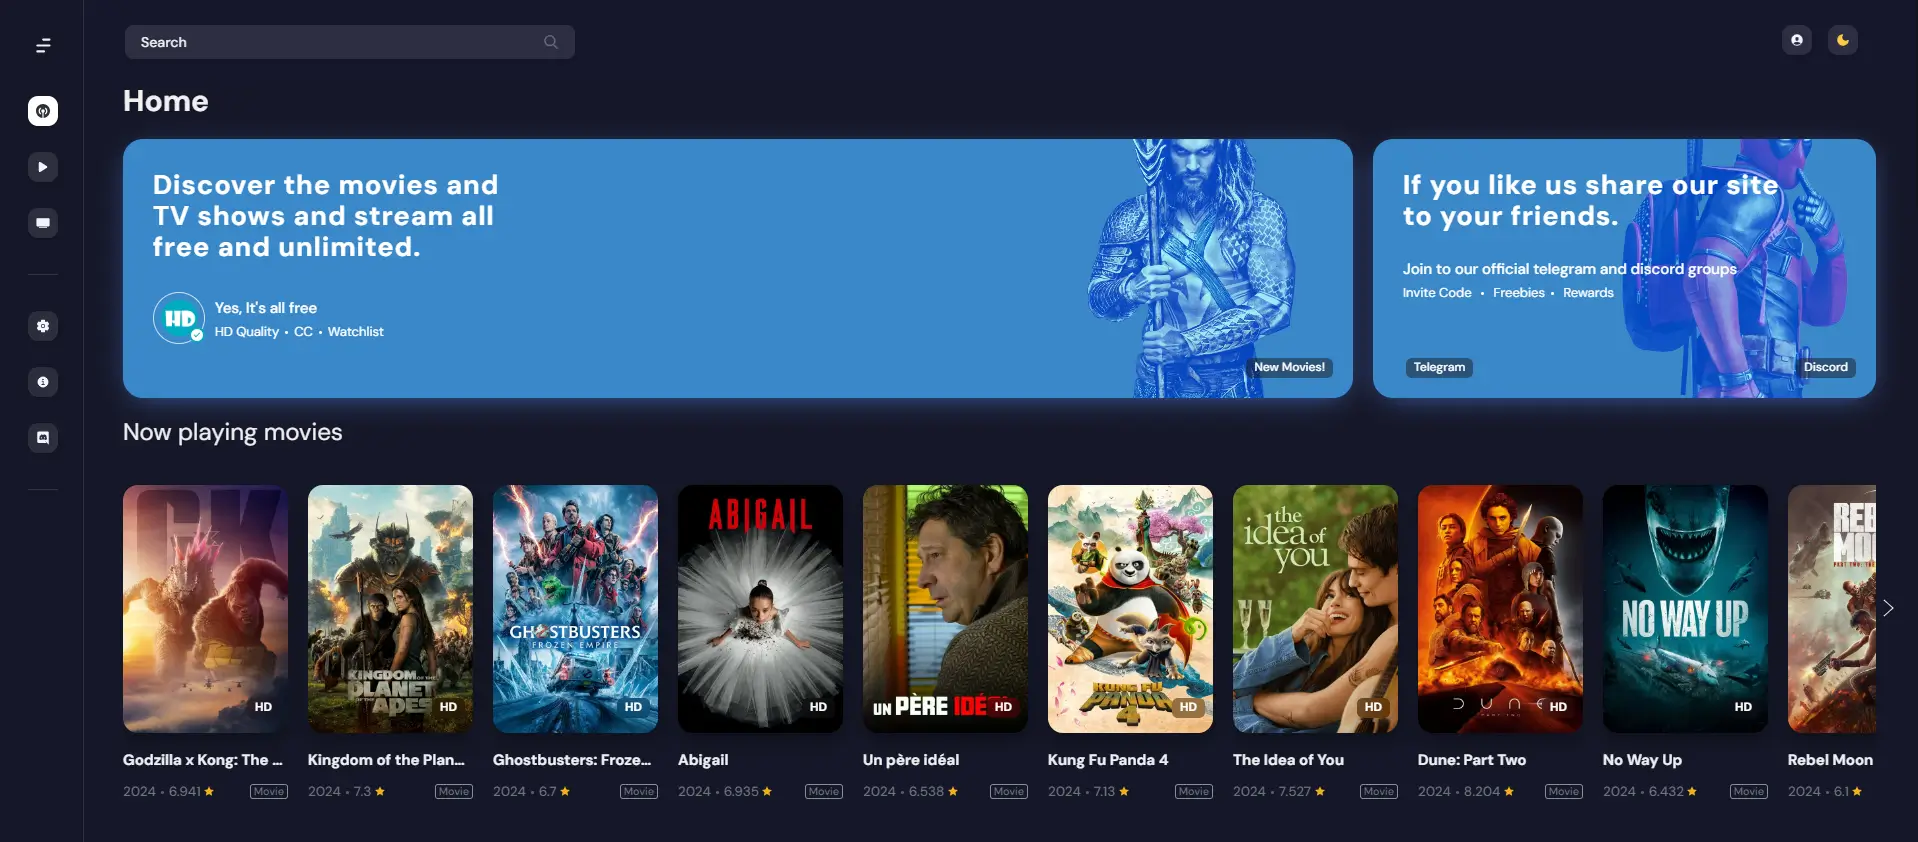 Search
Home
Discover the movies and
TV shows and stream all
free and unlimited.
HD
Yes, It's all free
HD Quality • CC • Watchlist
New Movies!
If you like us share our site
to your friends.
Join to our official telegram and discord groups
Invite Code • Freebies • Rewards
Telegram
Discord
Now playing movies
GK
HD
KINGDOM OF THE
PLANET
OF THE APES
HD
GHOSTBUSTERS
FROZEN EMPIRE
HD
ABIGAIL
HD
UN PÈRE IDÉ
HD
KUNG FU
PANDA
4
HD
the
idea of
you
HD
DUNE
PART TWO
HD
NO WAY UP
HD
REB
MO
Godzilla x Kong: The ...
2024 • 6.941 ★ Movie
Kingdom of the Plan...
2024 • 7.3 ★ Movie
Ghostbusters: Froze...
2024 • 6.7 ★ Movie
Abigail
2024 • 6.935 ★ Movie
Un père idéal
2024 • 6.538 ★ Movie
Kung Fu Panda 4
2024 • 7.13 ★ Movie
The Idea of You
2024 • 7.527 ★ Movie
Dune: Part Two
2024 • 8.204 ★ Movie
No Way Up
2024 • 6.432 ★ Movie
Rebel Moon
2024 • 6.1 ★